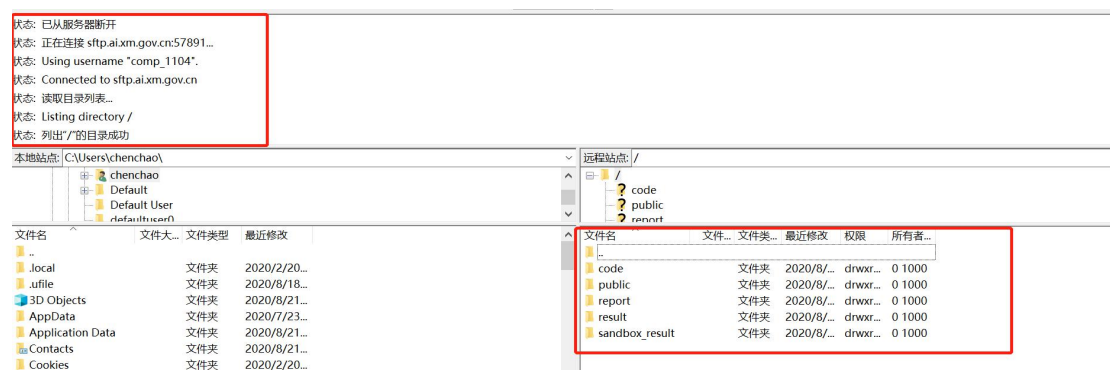 状态: 已从服务器断开
状态: 正在连接 sftp.ai.xm.gov.cn:57891...
状态: Using username "comp_1104".
状态: Connected to sftp.ai.xm.gov.cn
状态: 读取目录列表...
状态: Listing directory /
状态: 列出"/"的目录成功
本地站点: C:\Users\chenchao\
chenchao
Default
Default User
defaultuser0
远程站点: /
/
code
public
report
文件名 文件大... 文件类型 最近修改
..
.local 文件夹 2020/2/20...
.ufile 文件夹 2020/8/18...
3D Objects 文件夹 2020/8/21...
AppData 文件夹 2020/7/23...
Application Data 文件夹 2020/8/21...
Contacts 文件夹 2020/8/21...
Cookies 文件夹 2020/2/20...
文件名 文件... 文件类... 最近修改 权限 所有者...
..
code 文件夹 2020/8/... drwxr... 0 1000
public 文件夹 2020/8/... drwxr... 0 1000
report 文件夹 2020/8/... drwxr... 0 1000
result 文件夹 2020/8/... drwxr... 0 1000
sandbox_result 文件夹 2020/8/... drwxr... 0 1000